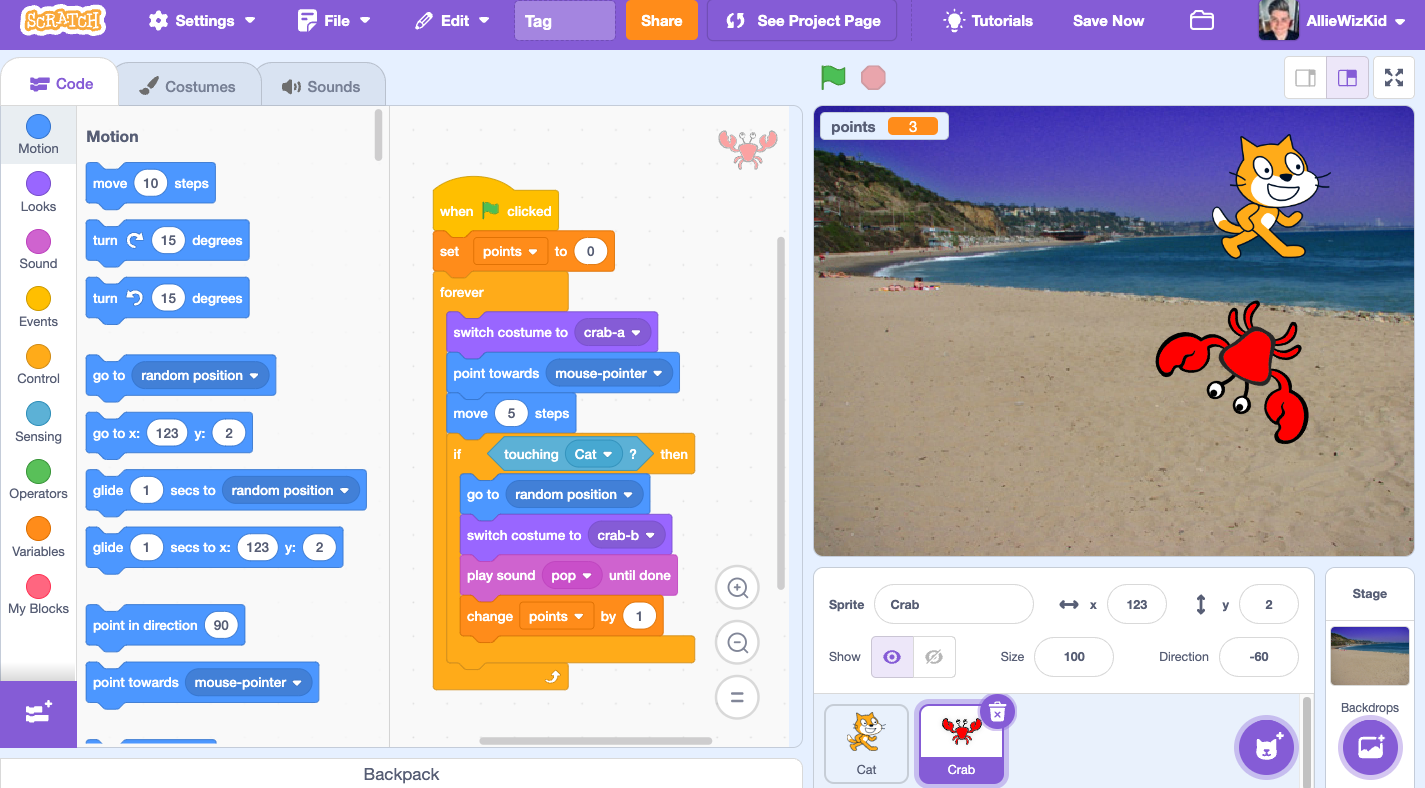 SCRATCH Settings File Edit Tag Share See Project Page Tutorials Save Now AllieWizKid
Code Costumes Sounds
Motion
Looks
Sound
Events
Control
Sensing
Operators
Variables
My Blocks
Motion
move 10 steps
turn 15 degrees
turn 15 degrees
go to random position
go to x: 123 y: 2
glide 1 secs to random position
glide 1 secs to x: 123 y: 2
point in direction 90
point towards mouse-pointer
when clicked
set points to 0
forever
switch costume to crab-a
point towards mouse-pointer
move 5 steps
if touching Cat ? then
go to random position
switch costume to crab-b
play sound pop until done
change points by 1
Backpack
points 3
Sprite Crab x 123 y 2
Show Size 100 Direction -60
Cat
Crab
Stage
Backdrops